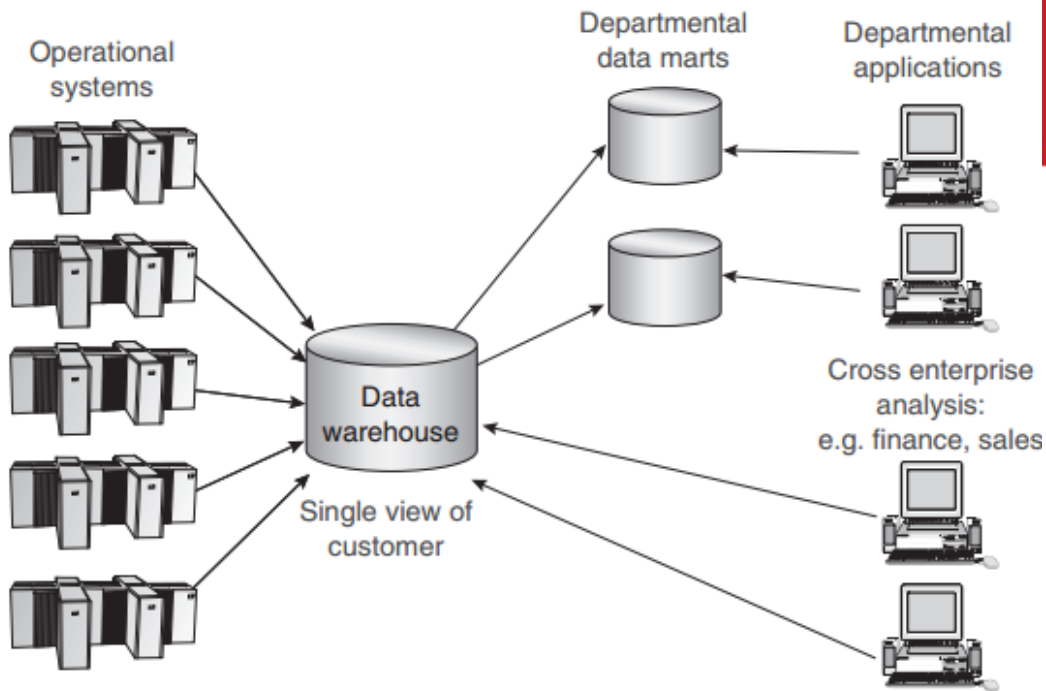 Operational
systems
Departmental
data marts
Departmental
applications
Data
warehouse
Single view of
customer
Cross enterprise
analysis:
e.g. finance, sales